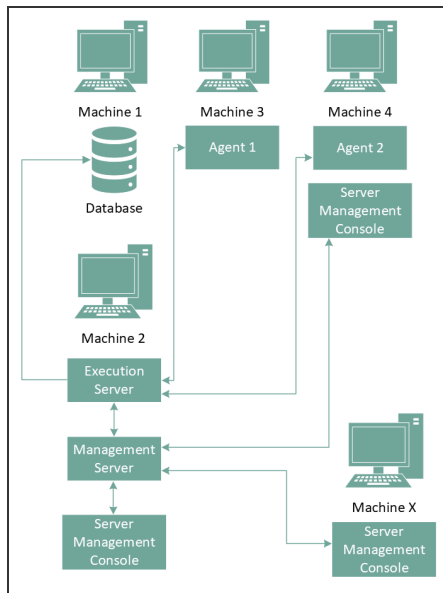 Machine 1
Machine 3
Machine 4
Agent 1
Agent 2
Database
Server
Management
Console
Machine 2
Execution
Server
Management
Server
Machine X
Server
Management
Console
Server
Management
Console